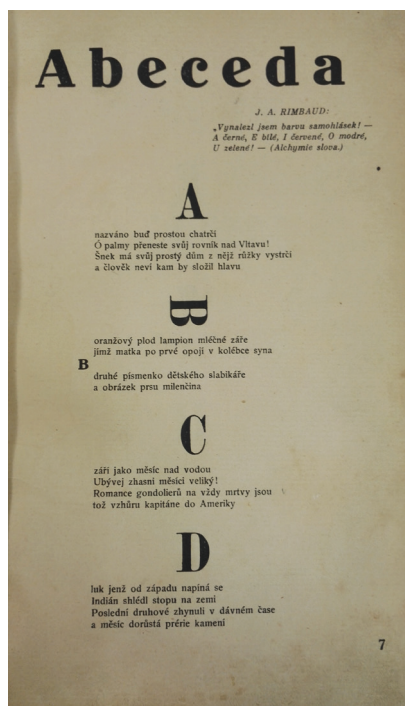 Abeceda
J. A. RIMBAUD:
„Vynalezl jsem barvu samohlásek! —
A černé, E bílé, I červené, O modré,
U zelené! — (Alchymie slova.)
A
nazváno buď prostou chatrčí
Ó palmy přeneste svůj rovník nad Vltavu!
Šnek má svůj prostý dům z nějž růžky vystrčí
a člověk neví kam by složil hlavu
B
oranžový plod lampion mléčné záře
jímž matka po prvé opojí v kolébce syna
B
druhé písmenko dětského slabikáře
a obrázek prsu milenčina
C
září jako měsíc nad vodou
Ubývej zhasni měsíci veliký!
Romance gondolierů na vždy mrtvy jsou
tož vzhůru kapitáne do Ameriky
D
luk jenž od západu napíná se
Indián shlédl stopu na zemi
Poslední druhové zhynuli v dávném čase
a měsíc dorůstá prérie kamení
7